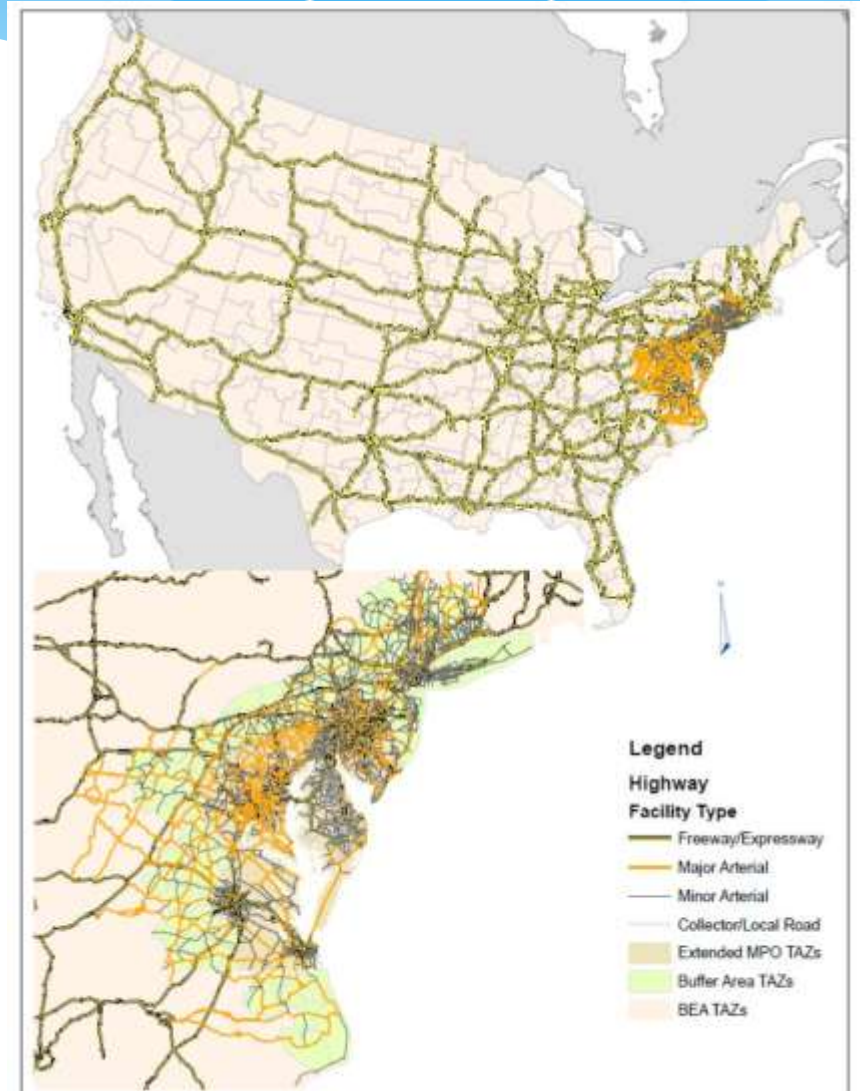 Legend
Highway
Facility Type
Freeway/Expressway
Major Arterial
Minor Arterial
Collector/Local Road
Extended MPO TAZs
Buffer Area TAZs
BEA TAZs